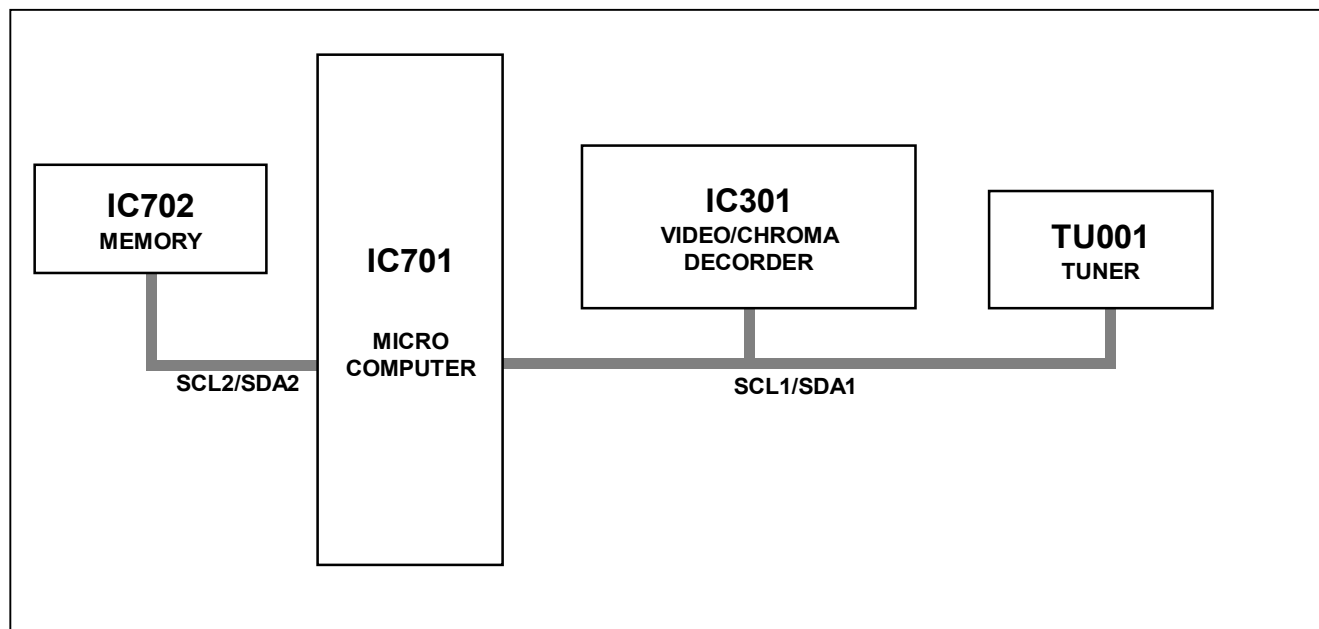 IC702
MEMORY
IC701
MICRO
COMPUTER
SCL2/SDA2
IC301
VIDEO/CHROMA
DECORDER
TU001
TUNER
SCL1/SDA1